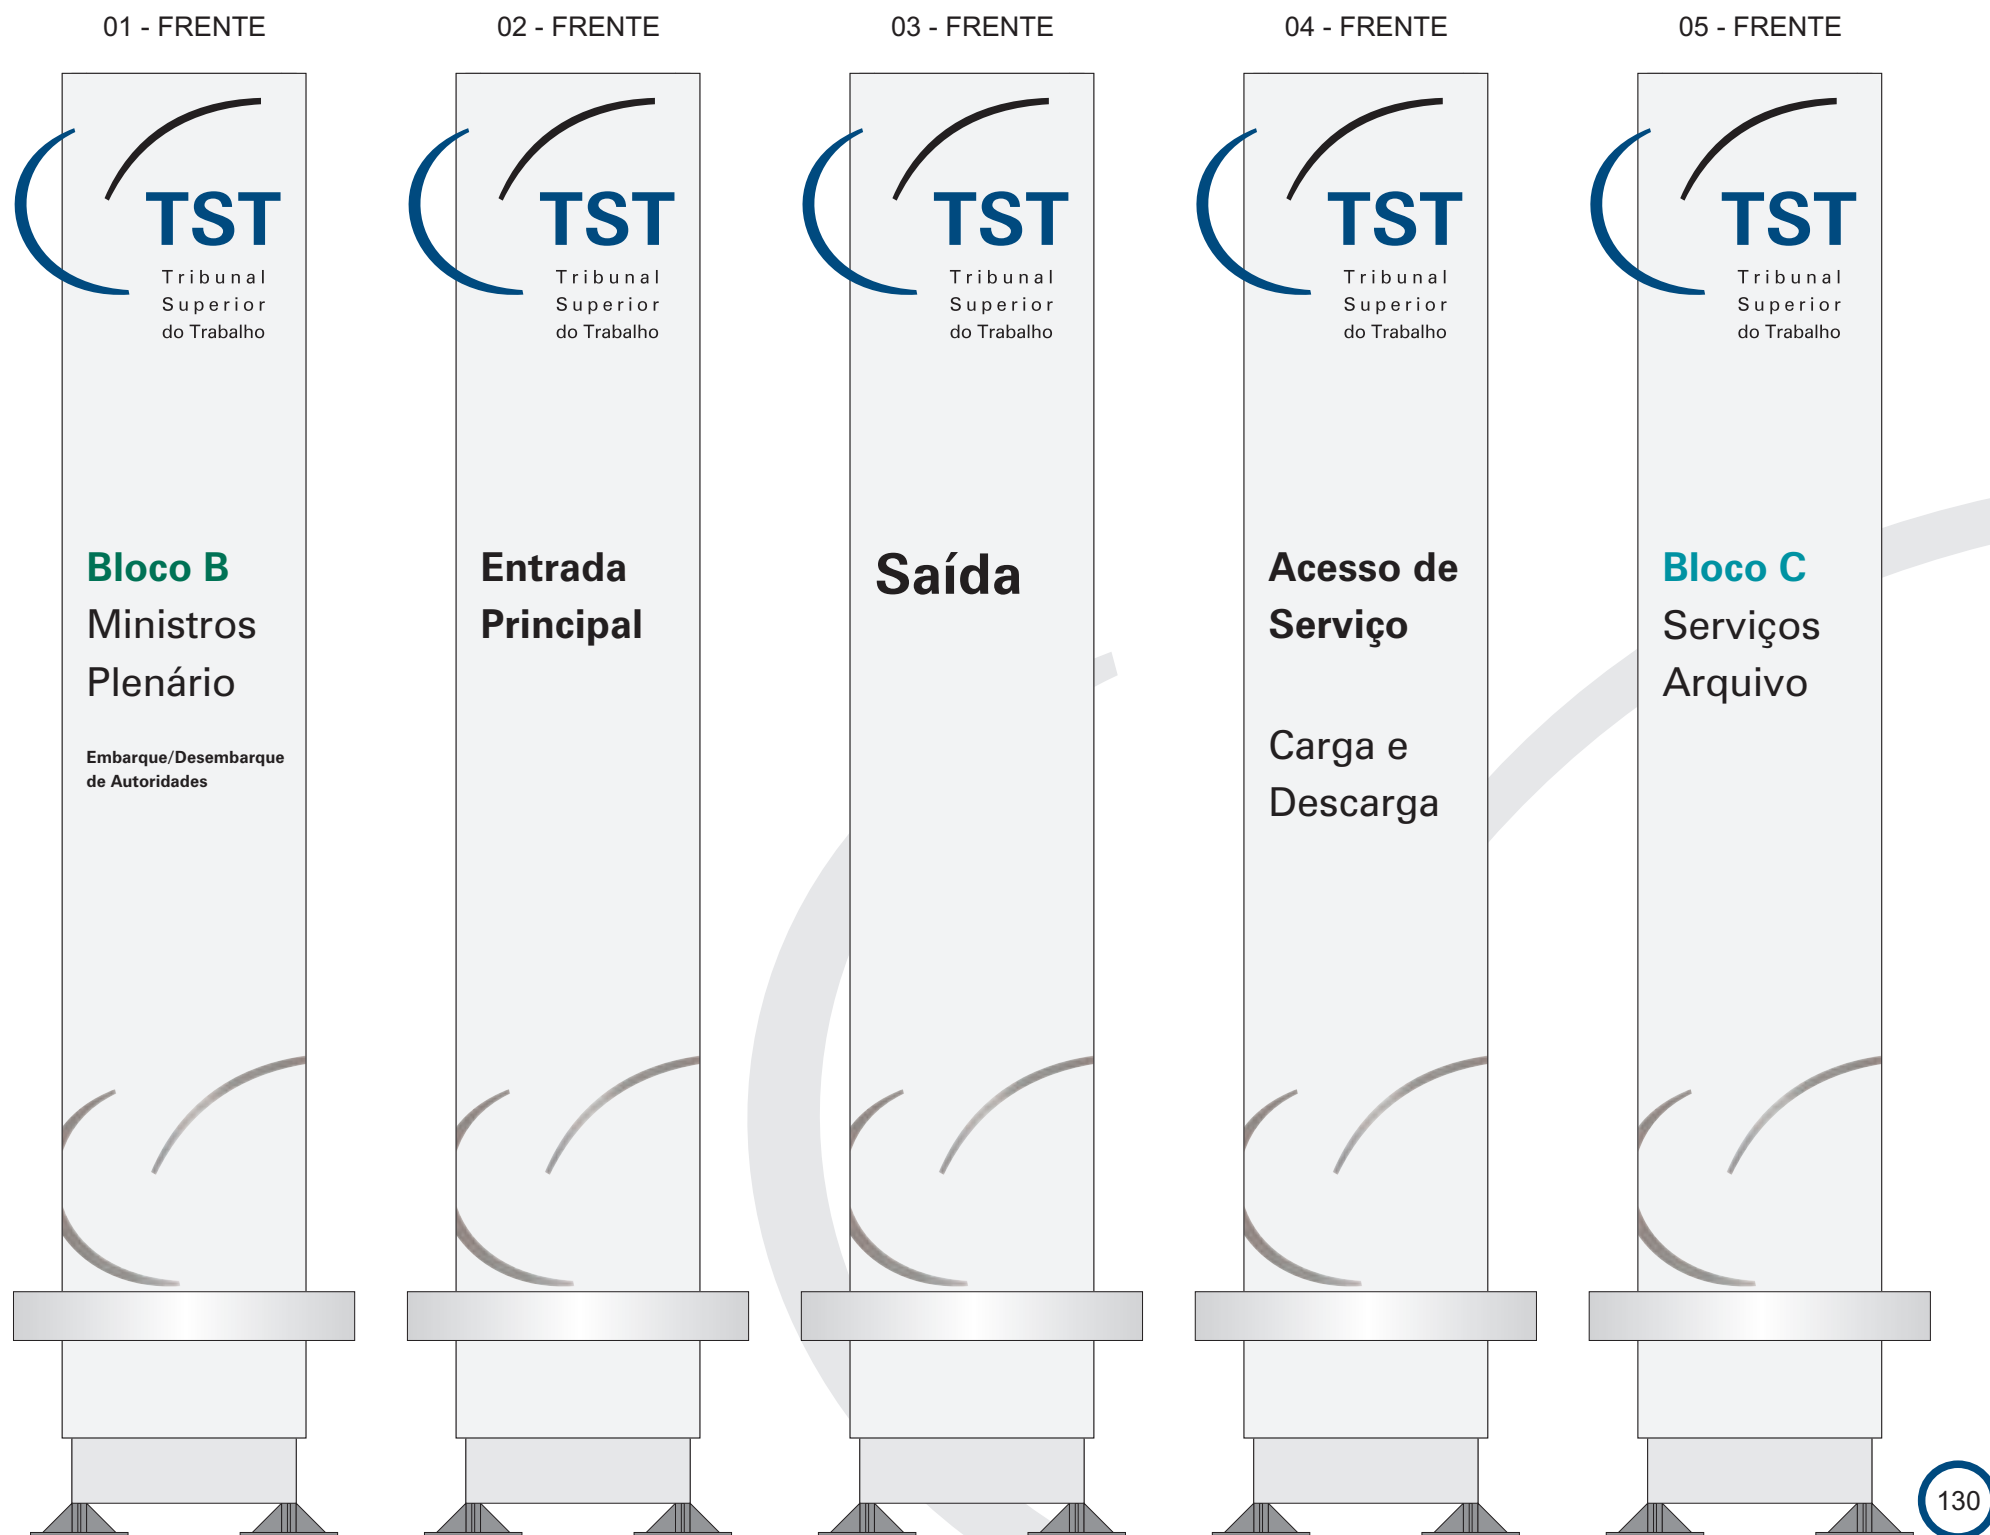 01 - FRENTE
TST
Tribunal
Superior
do Trabalho
Bloco B
Ministros
Plenário
Embarque/Desembarque
de Autoridades
02 - FRENTE
TST
Tribunal
Superior
do Trabalho
Entrada
Principal
03 - FRENTE
TST
Tribunal
Superior
do Trabalho
Saída
04 - FRENTE
TST
Tribunal
Superior
do Trabalho
Acesso de
Serviço
Carga e
Descarga
05 - FRENTE
TST
Tribunal
Superior
do Trabalho
Bloco C
Serviços
Arquivo
130